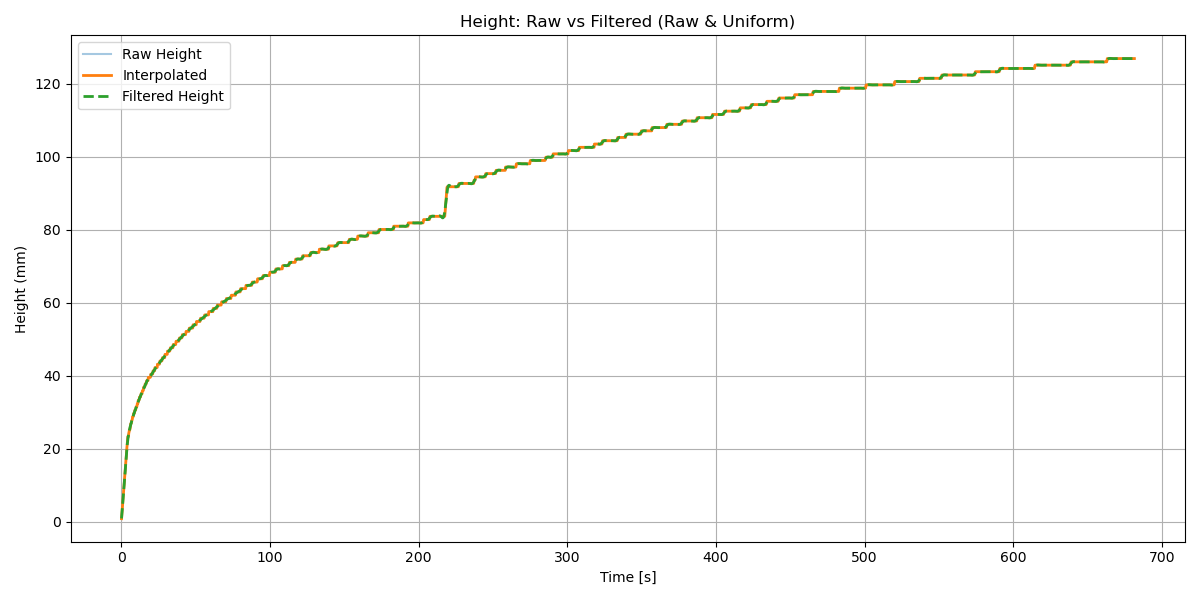 Height: Raw vs Filtered (Raw & Uniform)
Raw Height
Interpolated
Filtered Height
Height (mm)
120
100
80
60
40
20
0
0 100 200 300 400 500 600 700
Time [s]